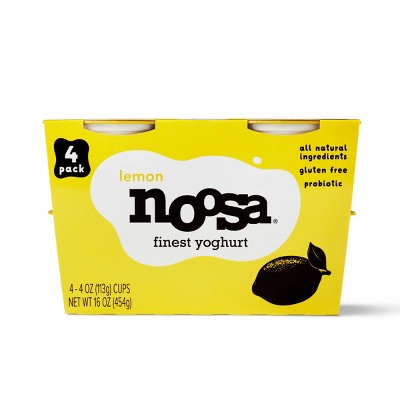 4
pack
lemon
noosa®
finest yoghurt
all natural
ingredients
gluten free
probiotic
4 - 4 OZ (113g) CUPS
NET WT 16 OZ (454g)